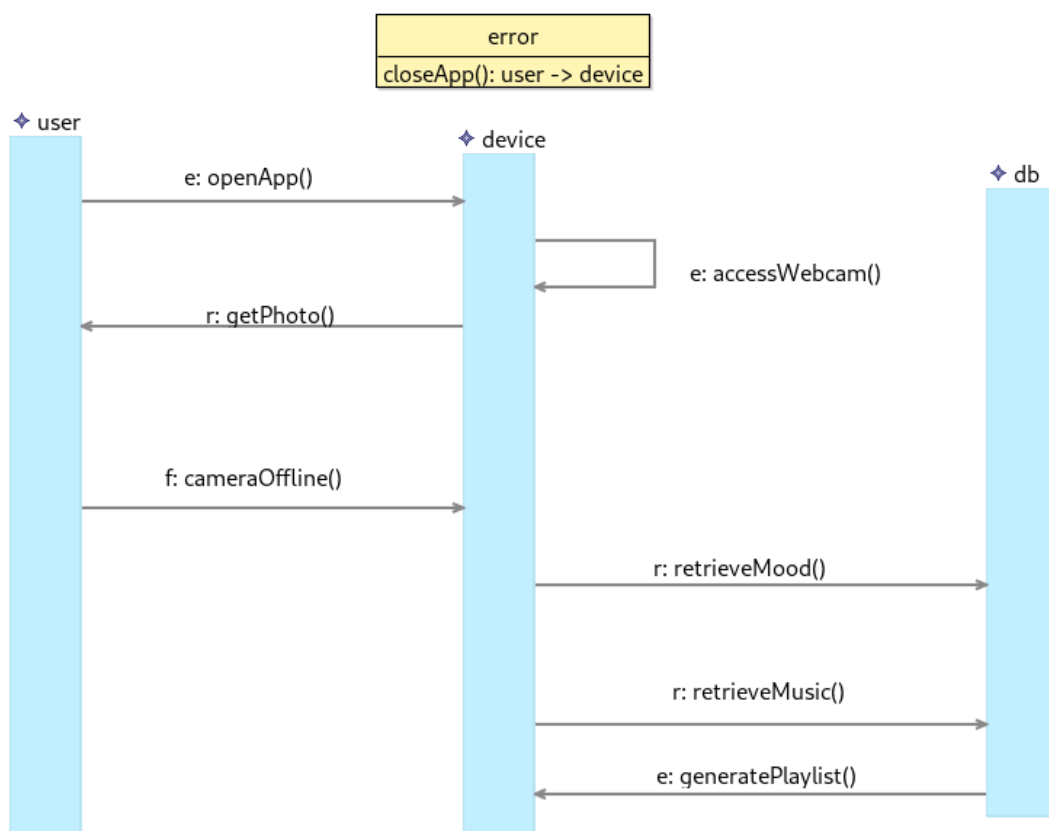 error
closeApp(): user -> device
user
device
db
e: openApp()
e: accessWebcam()
r: getPhoto()
f: cameraOffline()
r: retrieveMood()
r: retrieveMusic()
e: generatePlaylist()